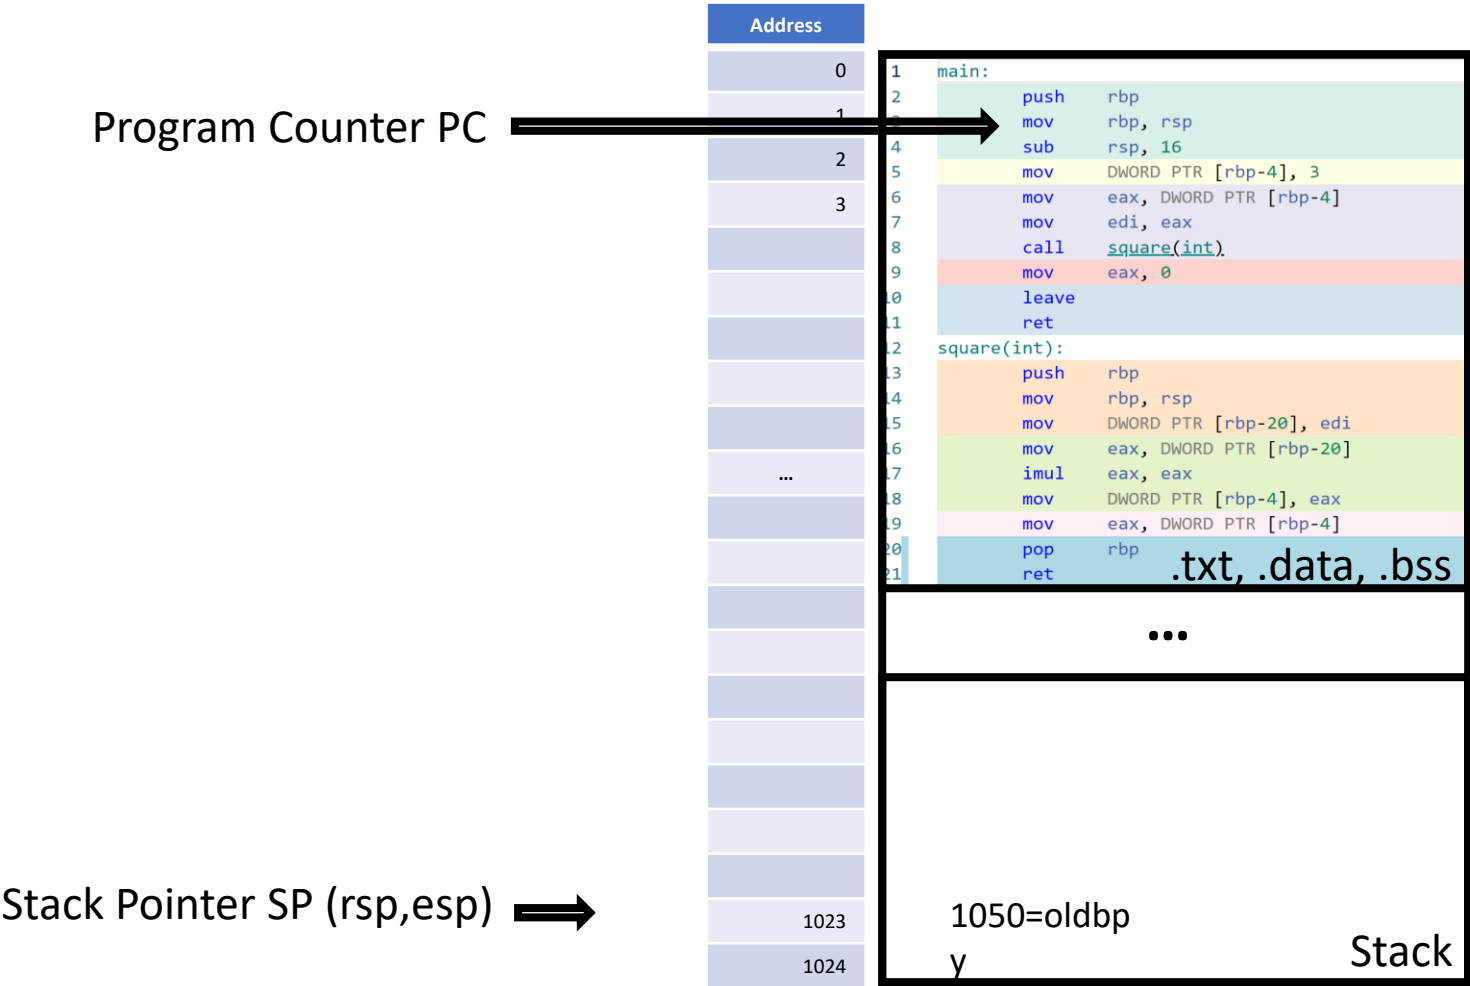 Address
0
1
2
3
...
1023
1024
Program Counter PC
Stack Pointer SP (rsp,esp)
1 main:
2 push rbp
3 mov rbp, rsp
4 sub rsp, 16
5 mov DWORD PTR [rbp-4], 3
6 mov eax, DWORD PTR [rbp-4]
7 mov edi, eax
8 call square(int)
9 mov eax, 0
10 leave
11 ret
12 square(int):
13 push rbp
14 mov rbp, rsp
15 mov DWORD PTR [rbp-20], edi
16 mov eax, DWORD PTR [rbp-20]
17 imul eax, eax
18 mov DWORD PTR [rbp-4], eax
19 mov eax, DWORD PTR [rbp-4]
20 pop rbp
21 ret
.txt, .data, .bss
...
1050=oldbp
y
Stack